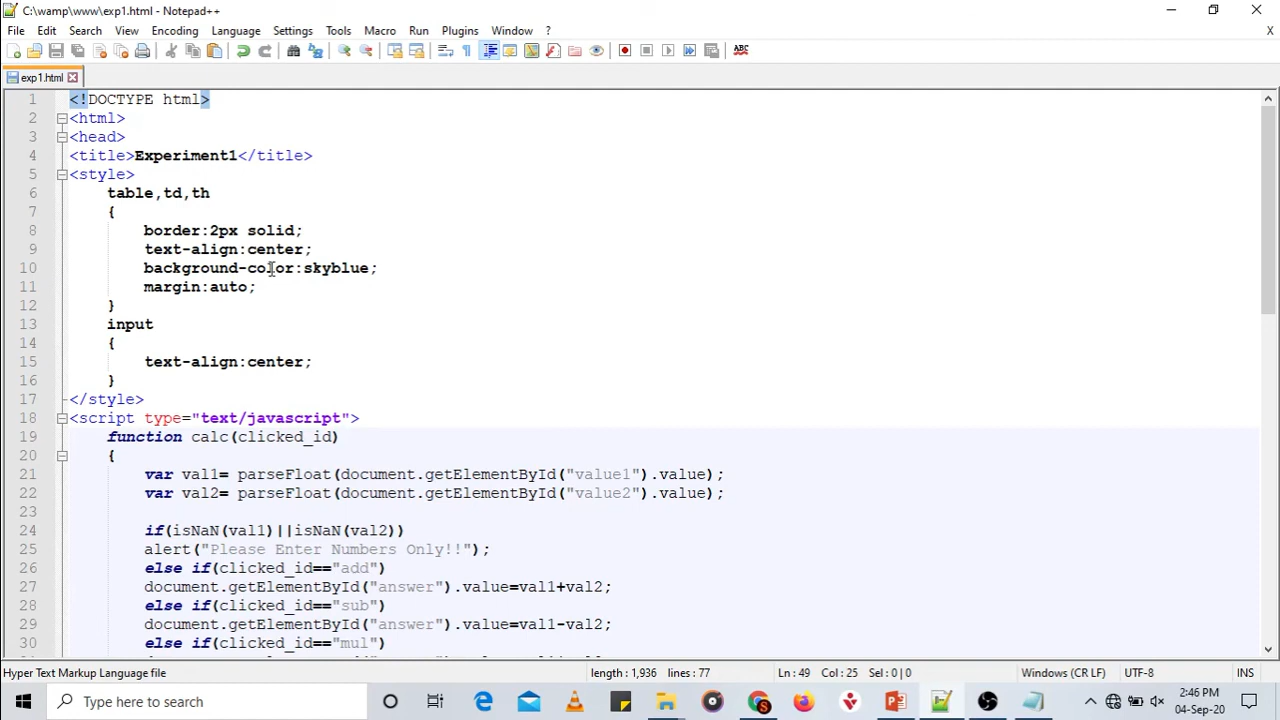 C:\wamp\www\exp1.html - Notepad++
File Edit Search View Encoding Language Settings Tools Macro Run Plugins Window ? X
ABC
exp1.html
1 <!DOCTYPE html>
2 <html>
3 <head>
4 <title>Experiment1</title>
5 <style>
6 table,td,th
7 {
8 border:2px solid;
9 text-align:center;
10 background-color:skyblue;
11 margin:auto;
12 }
13 input
14 {
15 text-align:center;
16 }
17 </style>
18 <script type="text/javascript">
19 function calc(clicked_id)
20 {
21 var val1= parseFloat(document.getElementById("value1").value);
22 var val2= parseFloat(document.getElementById("value2").value);
23
24 if(isNaN(val1)||isNaN(val2))
25 alert("Please Enter Numbers Only!!");
26 else if(clicked_id=="add")
27 document.getElementById("answer").value=val1+val2;
28 else if(clicked_id=="sub")
29 document.getElementById("answer").value=val1-val2;
30 else if(clicked_id=="mul")
Hyper Text Markup Language file length : 1,936 lines : 77 Ln : 49 Col : 25 Sel : 0 | 0 Windows (CR LF) UTF-8 INS
Type here to search
2:46 PM
04-Sep-20